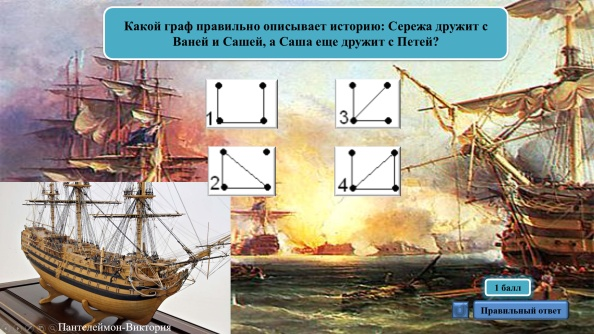 Какой граф правильно описывает историю: Сережа дружит с
Ваней и Сашей, а Саша еще дружит с Петей?
1
3
2.
4
1 балл
Правильный ответ
Пантелеймон-Виктория